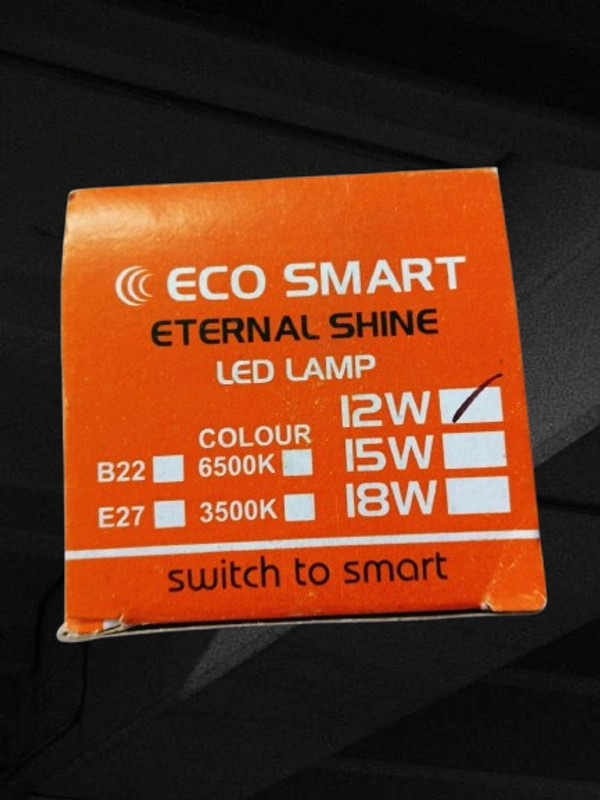 ECO SMART
ETERNAL SHINE
LED LAMP
12W
COLOUR
B22 6500K 15W
E27 3500K 18W
switch to smart